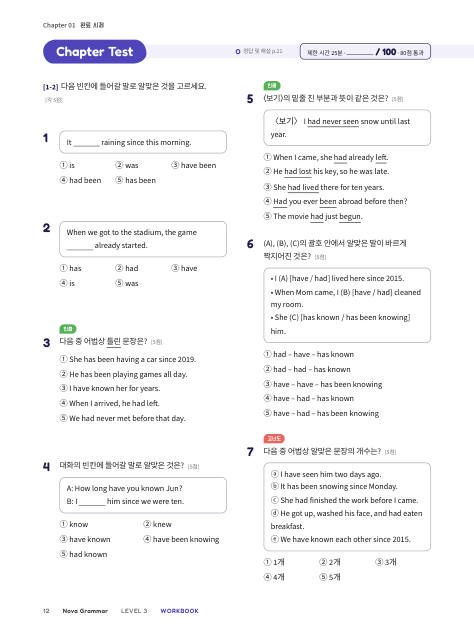 Chapter 01 완료 시제
Chapter Test
정답 및 해설 p.21
제한 시간 25분 · ________ / 100 · 80점 통과
[1-2] 다음 빈칸에 들어갈 말로 알맞은 것을 고르세요.
[각 5점]
1
It ______ raining since this morning.
① is ② was ③ have been
④ had been ⑤ has been
2
When we got to the stadium, the game
______ already started.
① has ② had ③ have
④ is ⑤ was
빈출
3 다음 중 어법상 틀린 문장은? [5점]
① She has been having a car since 2019.
② He has been playing games all day.
③ I have known her for years.
④ When I arrived, he had left.
⑤ We had never met before that day.
4 대화의 빈칸에 들어갈 말로 알맞은 것은? [5점]
A: How long have you known Jun?
B: I ______ him since we were ten.
① know ② knew
③ have known ④ have been knowing
⑤ had known
빈출
5 〈보기〉의 밑줄 친 부분과 뜻이 같은 것은? [5점]
〈보기〉 I had never seen snow until last
year.
① When I came, she had already left.
② He had lost his key, so he was late.
③ She had lived there for ten years.
④ Had you ever been abroad before then?
⑤ The movie had just begun.
6 (A), (B), (C)의 괄호 안에서 알맞은 말이 바르게
짝지어진 것은? [5점]
• I (A) [have / had] lived here since 2015.
• When Mom came, I (B) [have / had] cleaned
my room.
• She (C) [has known / has been knowing]
him.
① had – have – has known
② had – had – has known
③ have – have – has been knowing
④ have – had – has known
⑤ have – had – has been knowing
고난도
7 다음 중 어법상 알맞은 문장의 개수는? [5점]
ⓐ I have seen him two days ago.
ⓑ It has been snowing since Monday.
ⓒ She had finished the work before I came.
ⓓ He got up, washed his face, and had eaten
breakfast.
ⓔ We have known each other since 2015.
① 1개 ② 2개 ③ 3개
④ 4개 ⑤ 5개
12 Nova Grammar LEVEL 3 WORKBOOK